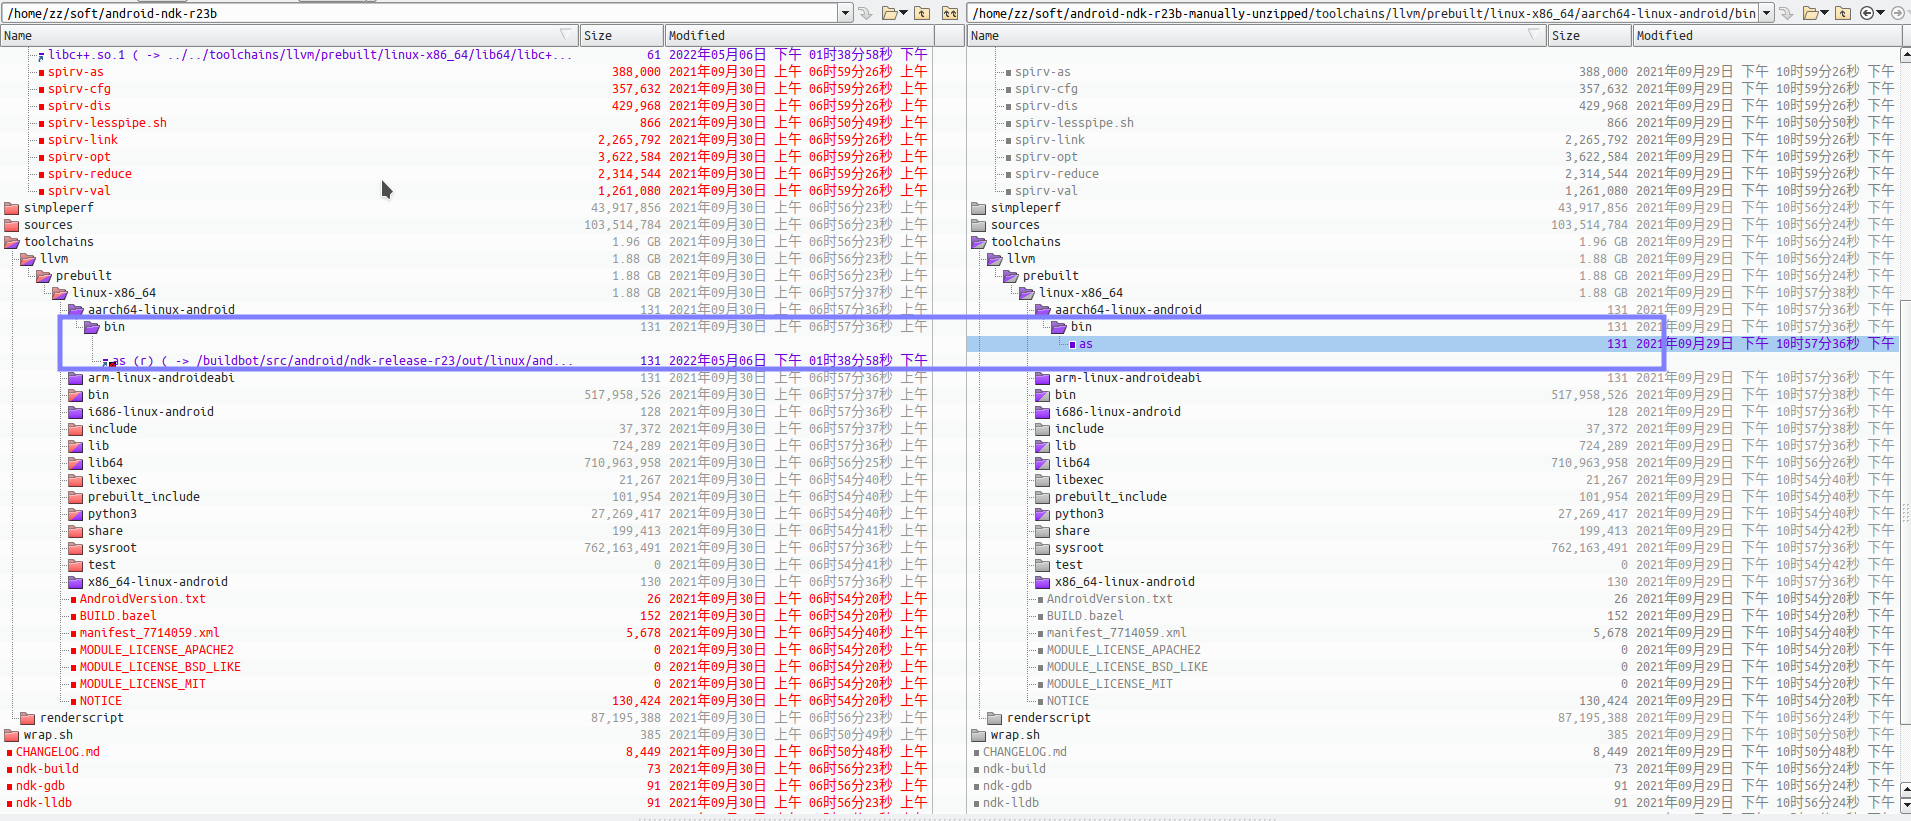 /home/zz/soft/android-ndk-r23b /home/zz/soft/android-ndk-r23b-manually-unzipped/toolchains/llvm/prebuilt/linux-x86_64/aarch64-linux-android/bin
Name Size Modified Name Size Modified
libc++.so.1 ( -> ../../toolchains/llvm/prebuilt/linux-x86_64/lib64/libc+... 61 2022年05月06日 下午 01时38分58秒 下午
spirv-as 388,000 2021年09月30日 上午 06时59分26秒 上午 spirv-as 388,000 2021年09月29日 下午 10时59分26秒 下午
spirv-cfg 357,632 2021年09月30日 上午 06时59分26秒 上午 spirv-cfg 357,632 2021年09月29日 下午 10时59分26秒 下午
spirv-dis 429,968 2021年09月30日 上午 06时59分26秒 上午 spirv-dis 429,968 2021年09月29日 下午 10时59分26秒 下午
spirv-lesspipe.sh 866 2021年09月30日 上午 06时50分49秒 上午 spirv-lesspipe.sh 866 2021年09月29日 下午 10时50分50秒 下午
spirv-link 2,265,792 2021年09月30日 上午 06时59分26秒 上午 spirv-link 2,265,792 2021年09月29日 下午 10时59分26秒 下午
spirv-opt 3,622,584 2021年09月30日 上午 06时59分26秒 上午 spirv-opt 3,622,584 2021年09月29日 下午 10时59分26秒 下午
spirv-reduce 2,314,544 2021年09月30日 上午 06时59分26秒 上午 spirv-reduce 2,314,544 2021年09月29日 下午 10时59分26秒 下午
spirv-val 1,261,080 2021年09月30日 上午 06时59分26秒 上午 spirv-val 1,261,080 2021年09月29日 下午 10时59分26秒 下午
simpleperf 43,917,856 2021年09月30日 上午 06时56分23秒 上午 simpleperf 43,917,856 2021年09月29日 下午 10时56分24秒 下午
sources 103,514,784 2021年09月30日 上午 06时56分23秒 上午 sources 103,514,784 2021年09月29日 下午 10时56分24秒 下午
toolchains 1.96 GB 2021年09月30日 上午 06时56分23秒 上午 toolchains 1.96 GB 2021年09月29日 下午 10时56分24秒 下午
llvm 1.88 GB 2021年09月30日 上午 06时56分23秒 上午 llvm 1.88 GB 2021年09月29日 下午 10时56分24秒 下午
prebuilt 1.88 GB 2021年09月30日 上午 06时56分23秒 上午 prebuilt 1.88 GB 2021年09月29日 下午 10时56分24秒 下午
linux-x86_64 1.88 GB 2021年09月30日 上午 06时57分37秒 上午 linux-x86_64 1.88 GB 2021年09月29日 下午 10时57分38秒 下午
aarch64-linux-android 131 2021年09月30日 上午 06时57分36秒 上午 aarch64-linux-android 131 2021年09月29日 下午 10时57分36秒 下午
bin 131 2021年09月30日 上午 06时57分36秒 上午 bin 131 2021年09月29日 下午 10时57分36秒 下午
as 131 2021年09月29日 下午 10时57分36秒 下午
as (r) ( -> /buildbot/src/android/ndk-release-r23/out/linux/and... 131 2022年05月06日 下午 01时38分58秒 下午
arm-linux-androideabi 131 2021年09月30日 上午 06时57分36秒 上午 arm-linux-androideabi 131 2021年09月29日 下午 10时57分36秒 下午
bin 517,958,526 2021年09月30日 上午 06时57分37秒 上午 bin 517,958,526 2021年09月29日 下午 10时57分38秒 下午
i686-linux-android 128 2021年09月30日 上午 06时57分36秒 上午 i686-linux-android 128 2021年09月29日 下午 10时57分36秒 下午
include 37,372 2021年09月30日 上午 06时57分37秒 上午 include 37,372 2021年09月29日 下午 10时57分38秒 下午
lib 724,289 2021年09月30日 上午 06时57分36秒 上午 lib 724,289 2021年09月29日 下午 10时57分36秒 下午
lib64 710,963,958 2021年09月30日 上午 06时56分25秒 上午 lib64 710,963,958 2021年09月29日 下午 10时56分26秒 下午
libexec 21,267 2021年09月30日 上午 06时54分40秒 上午 libexec 21,267 2021年09月29日 下午 10时54分40秒 下午
prebuilt_include 101,954 2021年09月30日 上午 06时54分40秒 上午 prebuilt_include 101,954 2021年09月29日 下午 10时54分40秒 下午
python3 27,269,417 2021年09月30日 上午 06时54分40秒 上午 python3 27,269,417 2021年09月29日 下午 10时54分40秒 下午
share 199,413 2021年09月30日 上午 06时54分41秒 上午 share 199,413 2021年09月29日 下午 10时54分42秒 下午
sysroot 762,163,491 2021年09月30日 上午 06时57分36秒 上午 sysroot 762,163,491 2021年09月29日 下午 10时57分36秒 下午
test 0 2021年09月30日 上午 06时54分41秒 上午 test 0 2021年09月29日 下午 10时54分42秒 下午
x86_64-linux-android 130 2021年09月30日 上午 06时57分36秒 上午 x86_64-linux-android 130 2021年09月29日 下午 10时57分36秒 下午
AndroidVersion.txt 26 2021年09月30日 上午 06时54分20秒 上午 AndroidVersion.txt 26 2021年09月29日 下午 10时54分20秒 下午
BUILD.bazel 152 2021年09月30日 上午 06时54分20秒 上午 BUILD.bazel 152 2021年09月29日 下午 10时54分20秒 下午
manifest_7714059.xml 5,678 2021年09月30日 上午 06时54分40秒 上午 manifest_7714059.xml 5,678 2021年09月29日 下午 10时54分40秒 下午
MODULE_LICENSE_APACHE2 0 2021年09月30日 上午 06时54分20秒 上午 MODULE_LICENSE_APACHE2 0 2021年09月29日 下午 10时54分20秒 下午
MODULE_LICENSE_BSD_LIKE 0 2021年09月30日 上午 06时54分20秒 上午 MODULE_LICENSE_BSD_LIKE 0 2021年09月29日 下午 10时54分20秒 下午
MODULE_LICENSE_MIT 0 2021年09月30日 上午 06时54分20秒 上午 MODULE_LICENSE_MIT 0 2021年09月29日 下午 10时54分20秒 下午
NOTICE 130,424 2021年09月30日 上午 06时54分20秒 上午 NOTICE 130,424 2021年09月29日 下午 10时54分20秒 下午
renderscript 87,195,388 2021年09月30日 上午 06时56分23秒 上午 renderscript 87,195,388 2021年09月29日 下午 10时56分24秒 下午
wrap.sh 385 2021年09月30日 上午 06时50分49秒 上午 wrap.sh 385 2021年09月29日 下午 10时50分50秒 下午
CHANGELOG.md 8,449 2021年09月30日 上午 06时50分48秒 上午 CHANGELOG.md 8,449 2021年09月29日 下午 10时50分48秒 下午
ndk-build 73 2021年09月30日 上午 06时56分23秒 上午 ndk-build 73 2021年09月29日 下午 10时56分24秒 下午
ndk-gdb 91 2021年09月30日 上午 06时56分23秒 上午 ndk-gdb 91 2021年09月29日 下午 10时56分24秒 下午
ndk-lldb 91 2021年09月30日 上午 06时56分23秒 上午 ndk-lldb 91 2021年09月29日 下午 10时56分24秒 下午